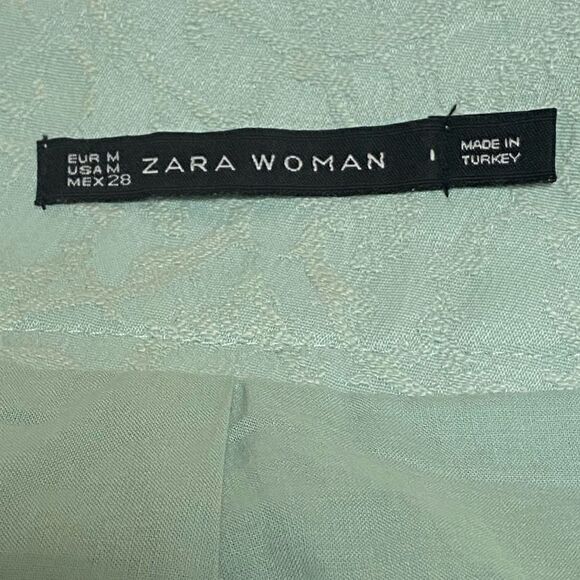 EUR M
USA M
MEX 28
ZARA WOMAN
MADE IN
TURKEY